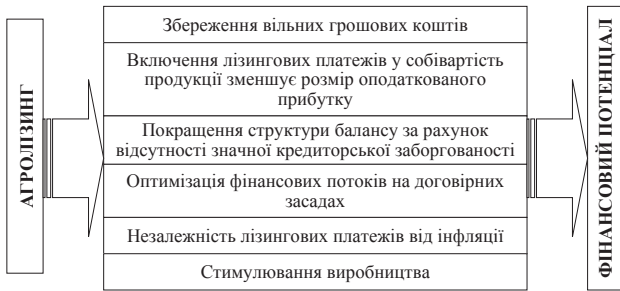 АГРОЛІЗИНГ
Збереження вільних грошових коштів
Включення лізингових платежів у собівартість
продукції зменшує розмір оподаткованого
прибутку
Покращення структури балансу за рахунок
відсутності значної кредиторської заборгованості
Оптимізація фінансових потоків на договірних
засадах
Незалежність лізингових платежів від інфляції
Стимулювання виробництва
ФІНАНСОВИЙ ПОТЕНЦІАЛ